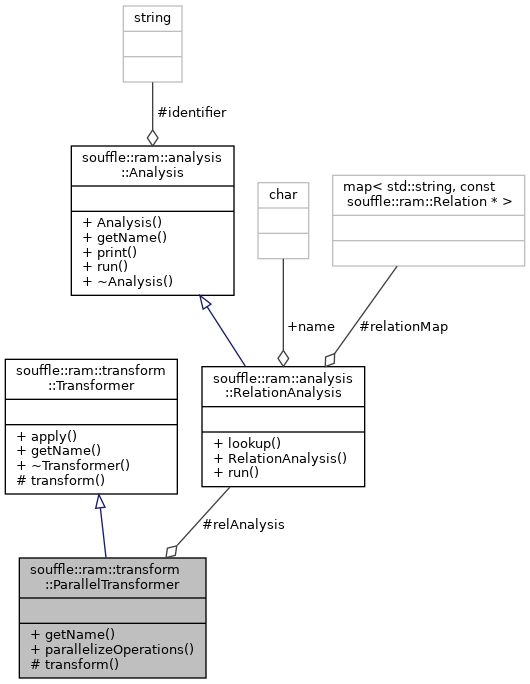 string
#identifier
souffle::ram::analysis
::Analysis
+ Analysis()
+ getName()
+ print()
+ run()
+ ~Analysis()
char
map< std::string, const
souffle::ram::Relation * >
+name
#relationMap
souffle::ram::transform
::Transformer
+ apply()
+ getName()
+ ~Transformer()
# transform()
souffle::ram::analysis
::RelationAnalysis
+ lookup()
+ RelationAnalysis()
+ run()
#relAnalysis
souffle::ram::transform
::ParallelTransformer
+ getName()
+ parallelizeOperations()
# transform()